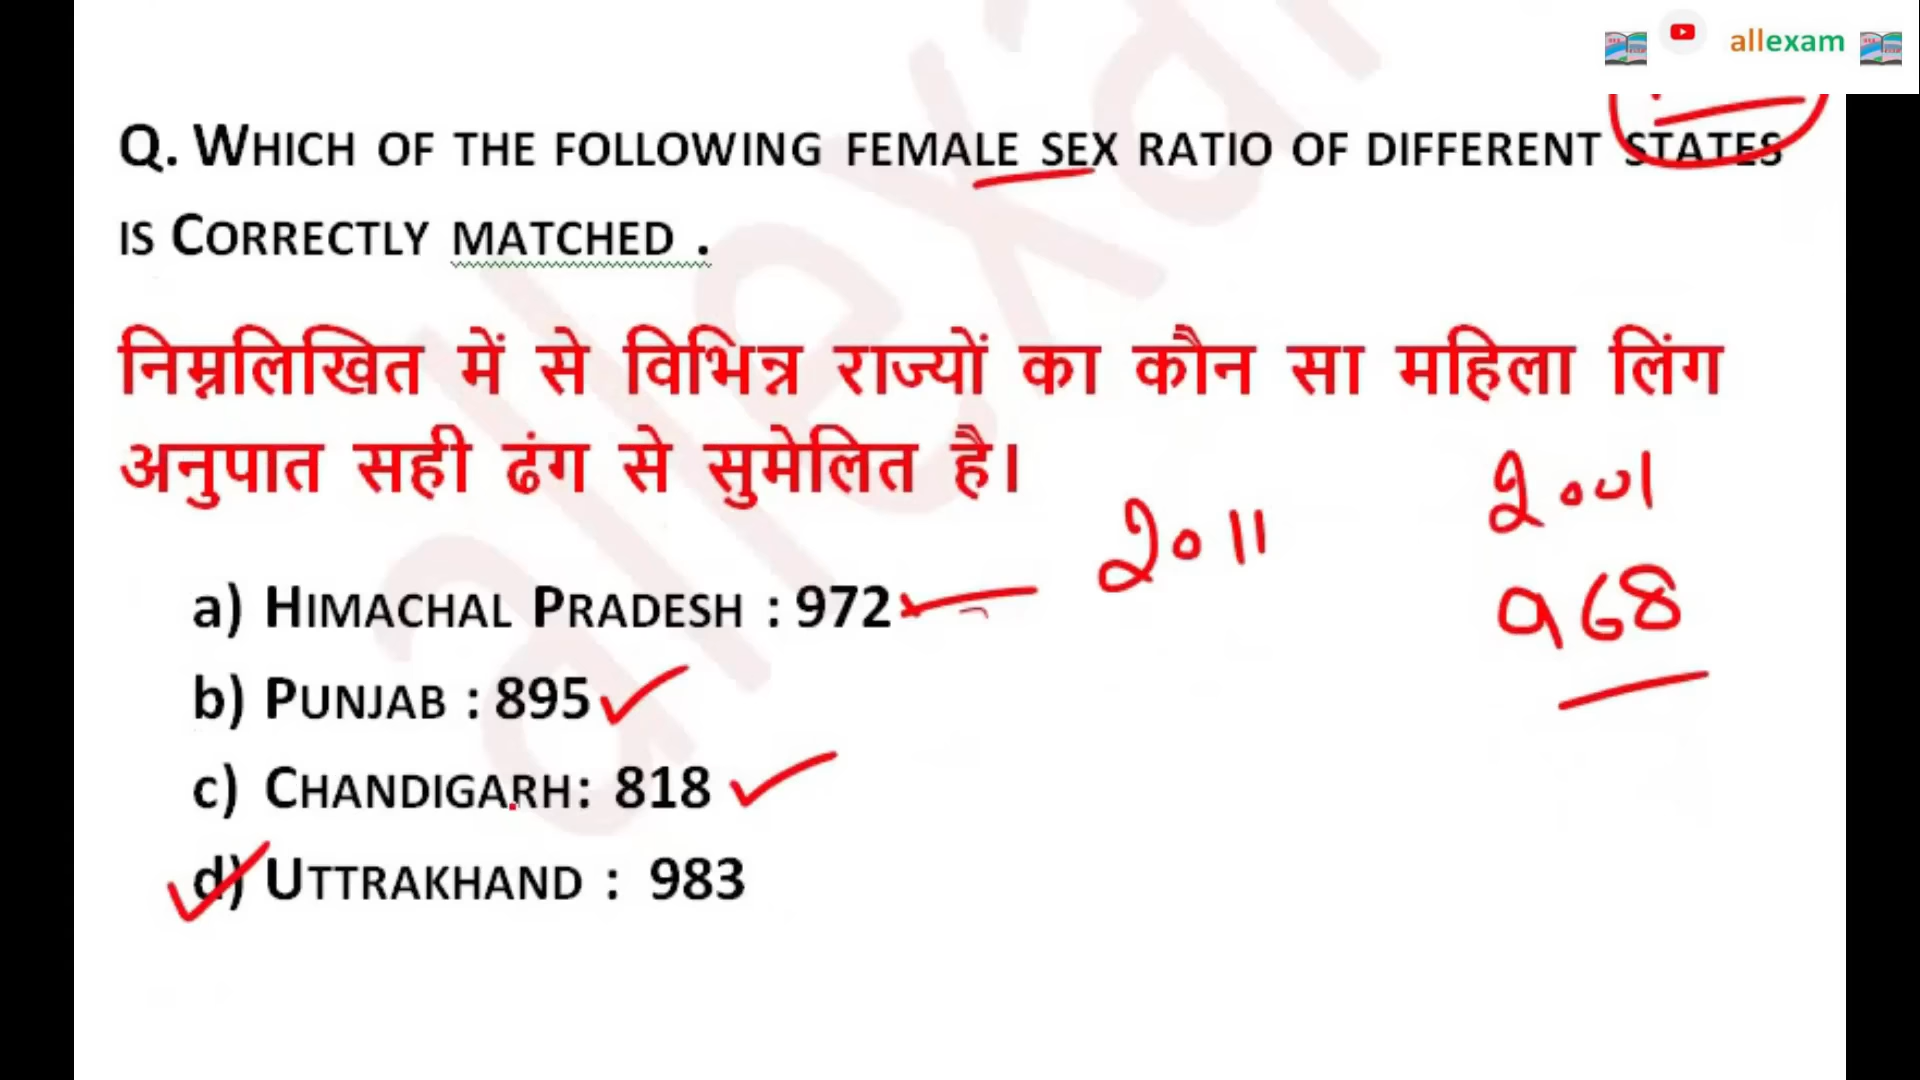 allexam
Q. Which of the following female sex ratio of different states
is Correctly matched .
निम्नलिखित में से विभिन्न राज्यों का कौन सा महिला लिंग
अनुपात सही ढंग से सुमेलित है।
2011
2001
968
a) Himachal Pradesh : 972
b) Punjab : 895
c) Chandigarh: 818
d) Uttrakhand : 983
allexam